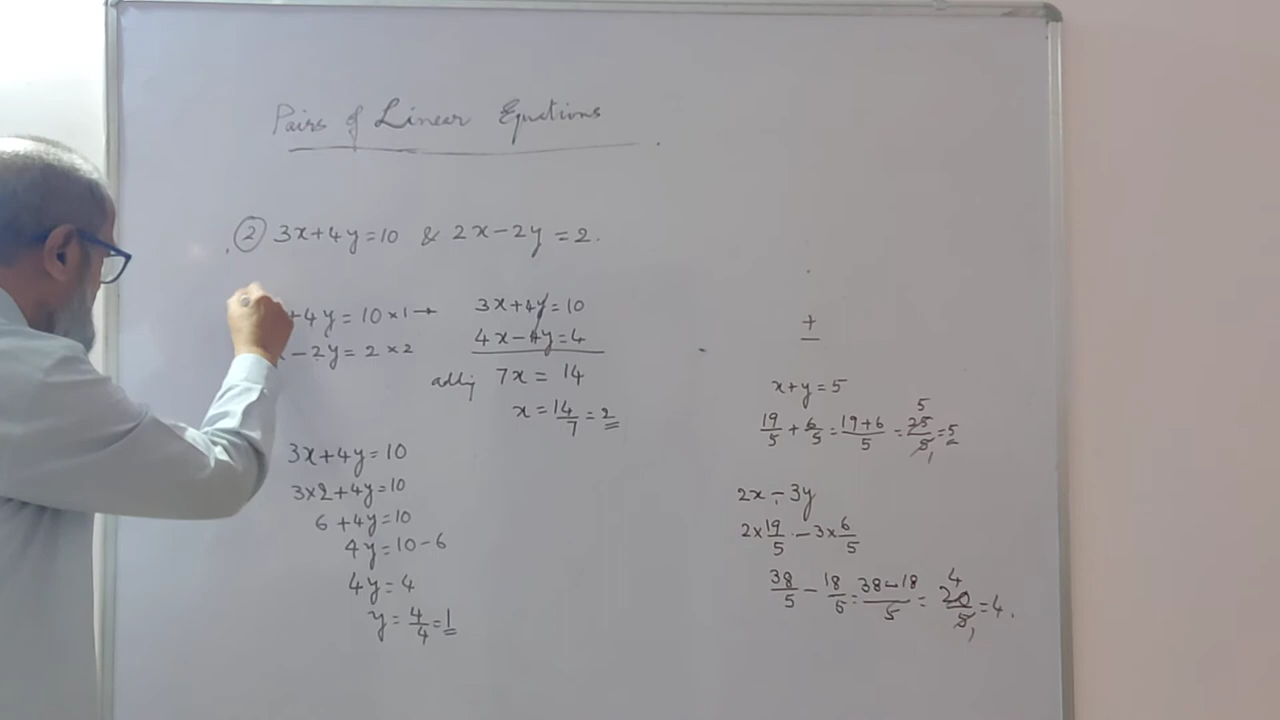 Pairs of Linear Equations
② 3x+4y=10 & 2x-2y=2.
+4y=10×1→
-2y=2×2
3x+4y=10
4x-4y=4
adding 7x=14
x=14/7=2
3x+4y=10
3×2+4y=10
6+4y=10
4y=10-6
4y=4
y=4/4=1
+
x+y=5
19/5+6/5=19+6/5=25/5=5
5
1
2x-3y
2×19/5-3×6/5
38/5-18/5=38-18/5=20/5=4.
4
1